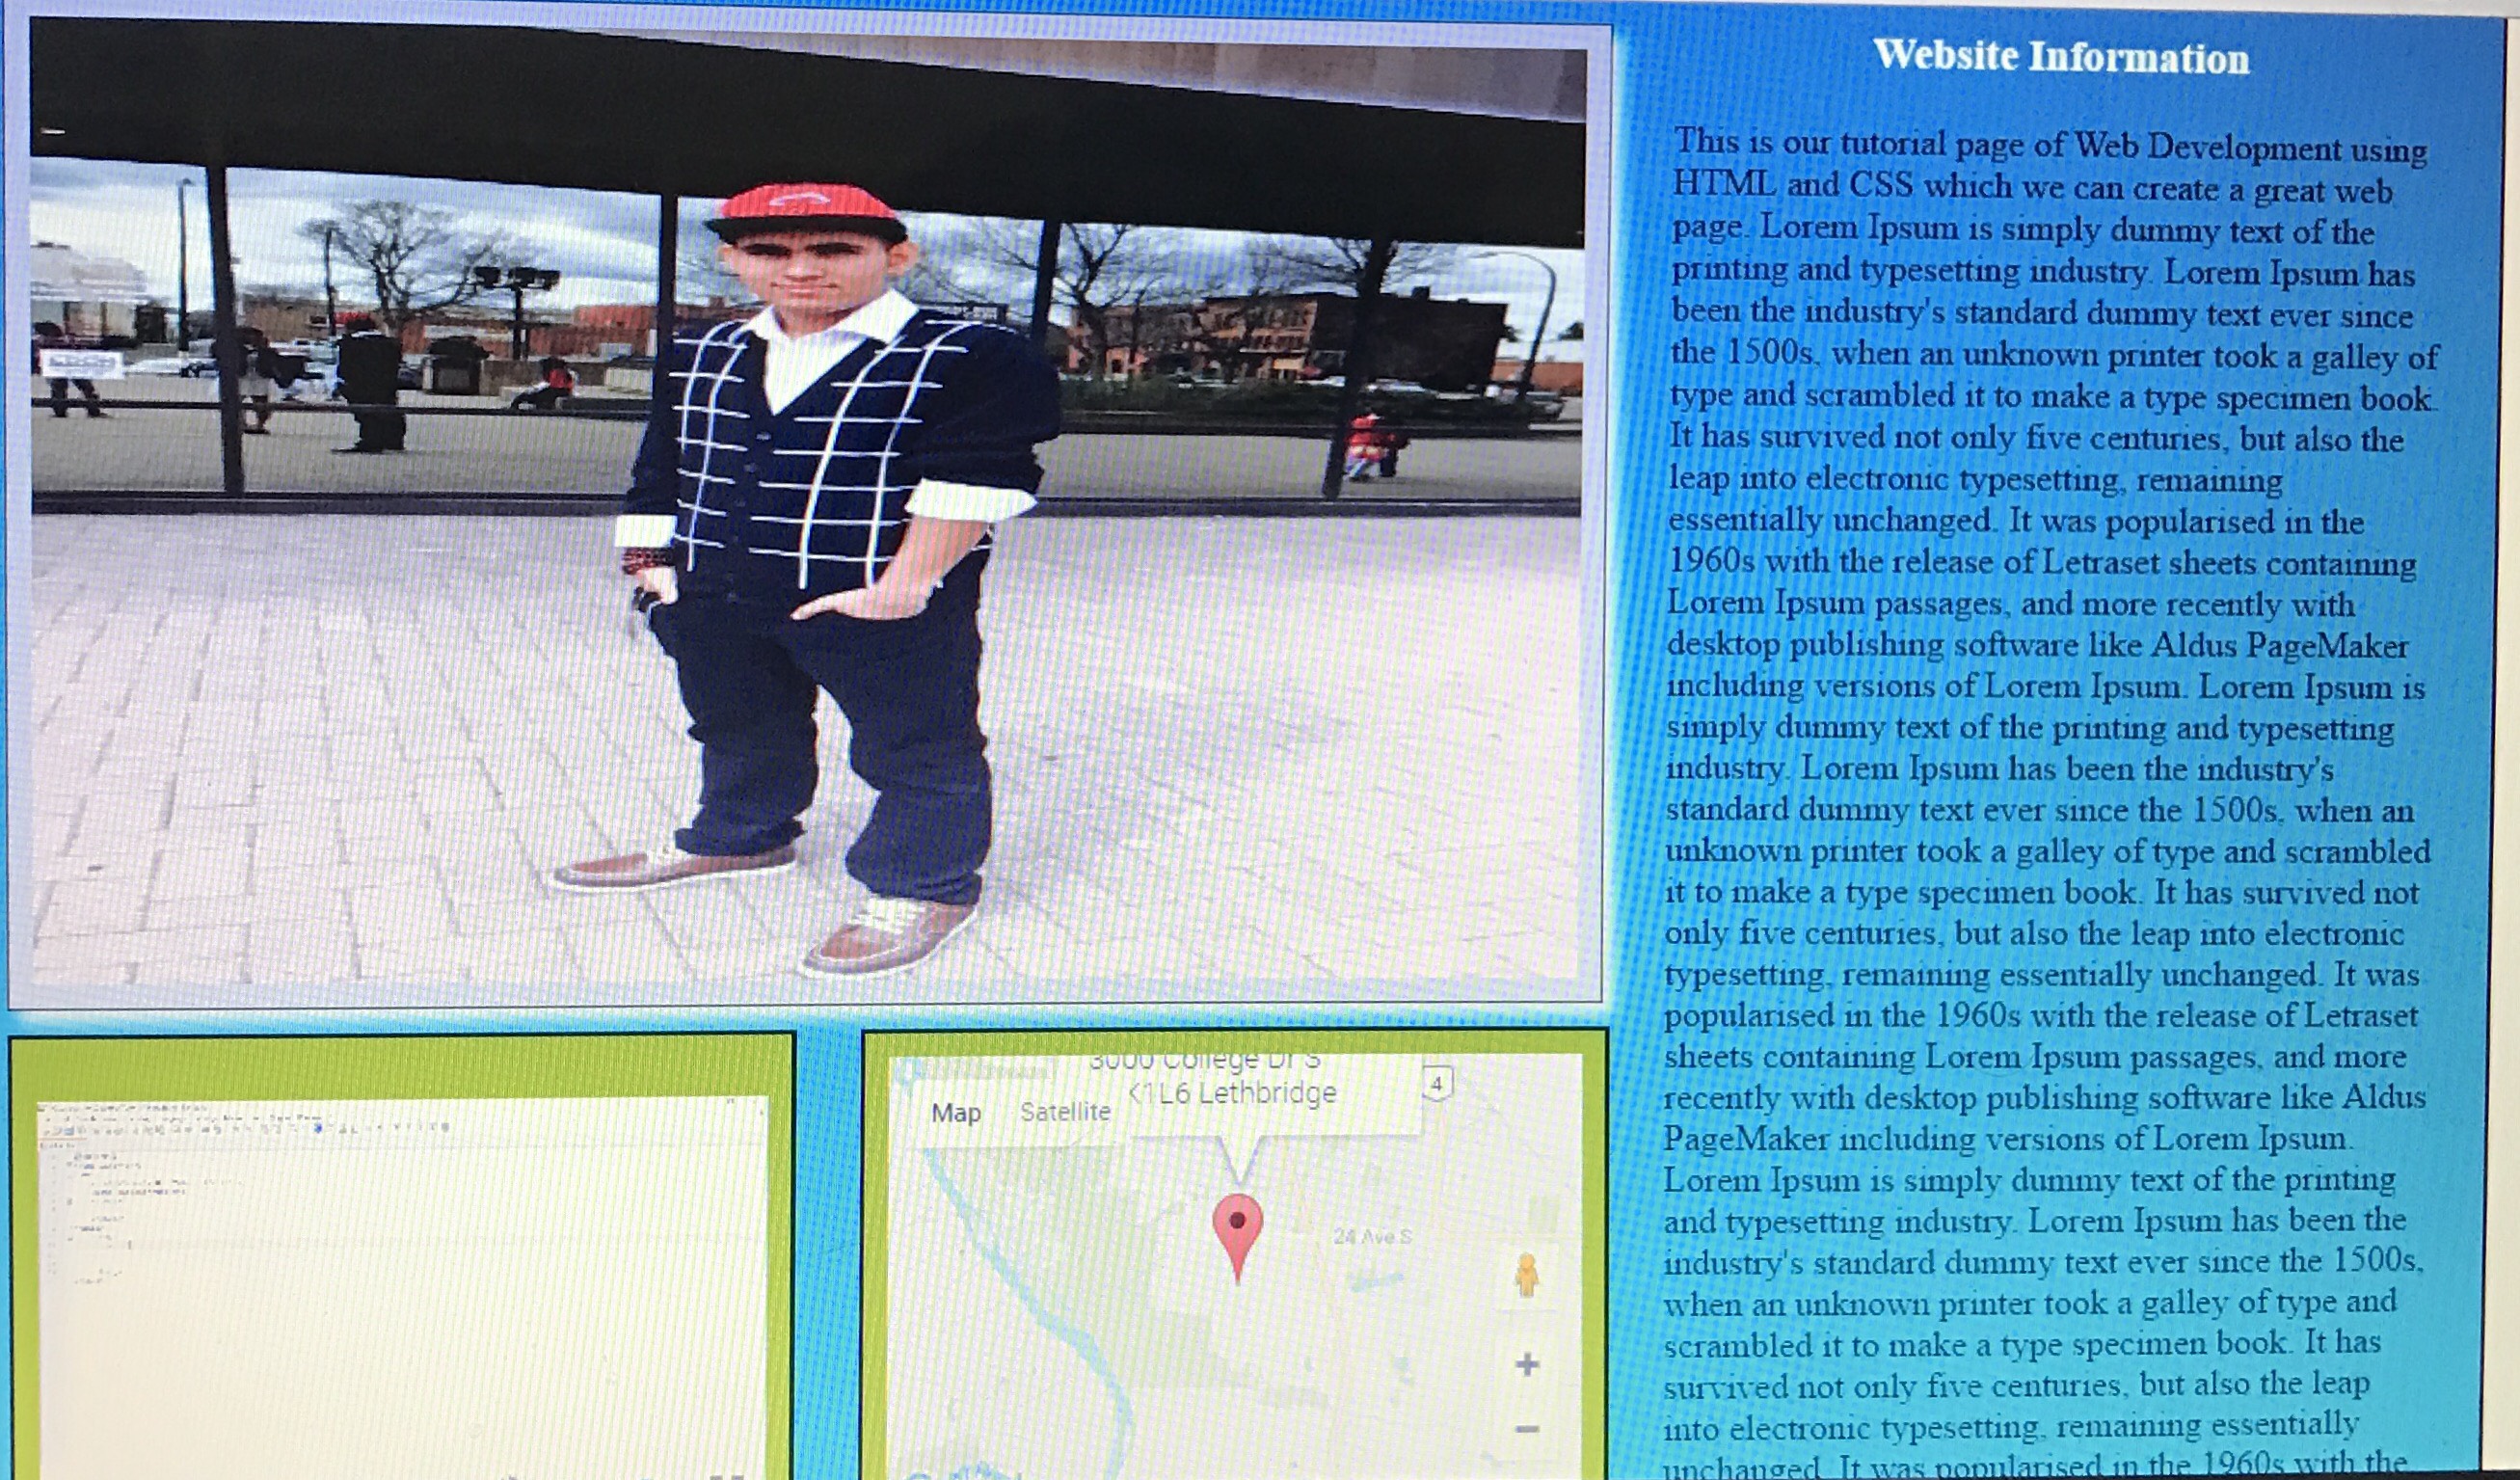 Website Information
This is our tutorial page of Web Development using
HTML and CSS which we can create a great web
page. Lorem Ipsum is simply dummy text of the
printing and typesetting industry. Lorem Ipsum has
been the industry's standard dummy text ever since
the 1500s, when an unknown printer took a galley of
type and scrambled it to make a type specimen book.
It has survived not only five centuries, but also the
leap into electronic typesetting, remaining
essentially unchanged. It was popularised in the
1960s with the release of Letraset sheets containing
Lorem Ipsum passages, and more recently with
desktop publishing software like Aldus PageMaker
including versions of Lorem Ipsum. Lorem Ipsum is
simply dummy text of the printing and typesetting
industry. Lorem Ipsum has been the industry's
standard dummy text ever since the 1500s, when an
unknown printer took a galley of type and scrambled
it to make a type specimen book. It has survived not
only five centuries, but also the leap into electronic
typesetting, remaining essentially unchanged. It was
popularised in the 1960s with the release of Letraset
sheets containing Lorem Ipsum passages, and more
recently with desktop publishing software like Aldus
PageMaker including versions of Lorem Ipsum.
Lorem Ipsum is simply dummy text of the printing
and typesetting industry. Lorem Ipsum has been the
industry's standard dummy text ever since the 1500s,
when an unknown printer took a galley of type and
scrambled it to make a type specimen book. It has
survived not only five centuries, but also the leap
into electronic typesetting, remaining essentially
unchanged. It was popularised in the 1960s with the
3000 College Dr S
1L6 Lethbridge
4
Map Satellite
24 Ave S